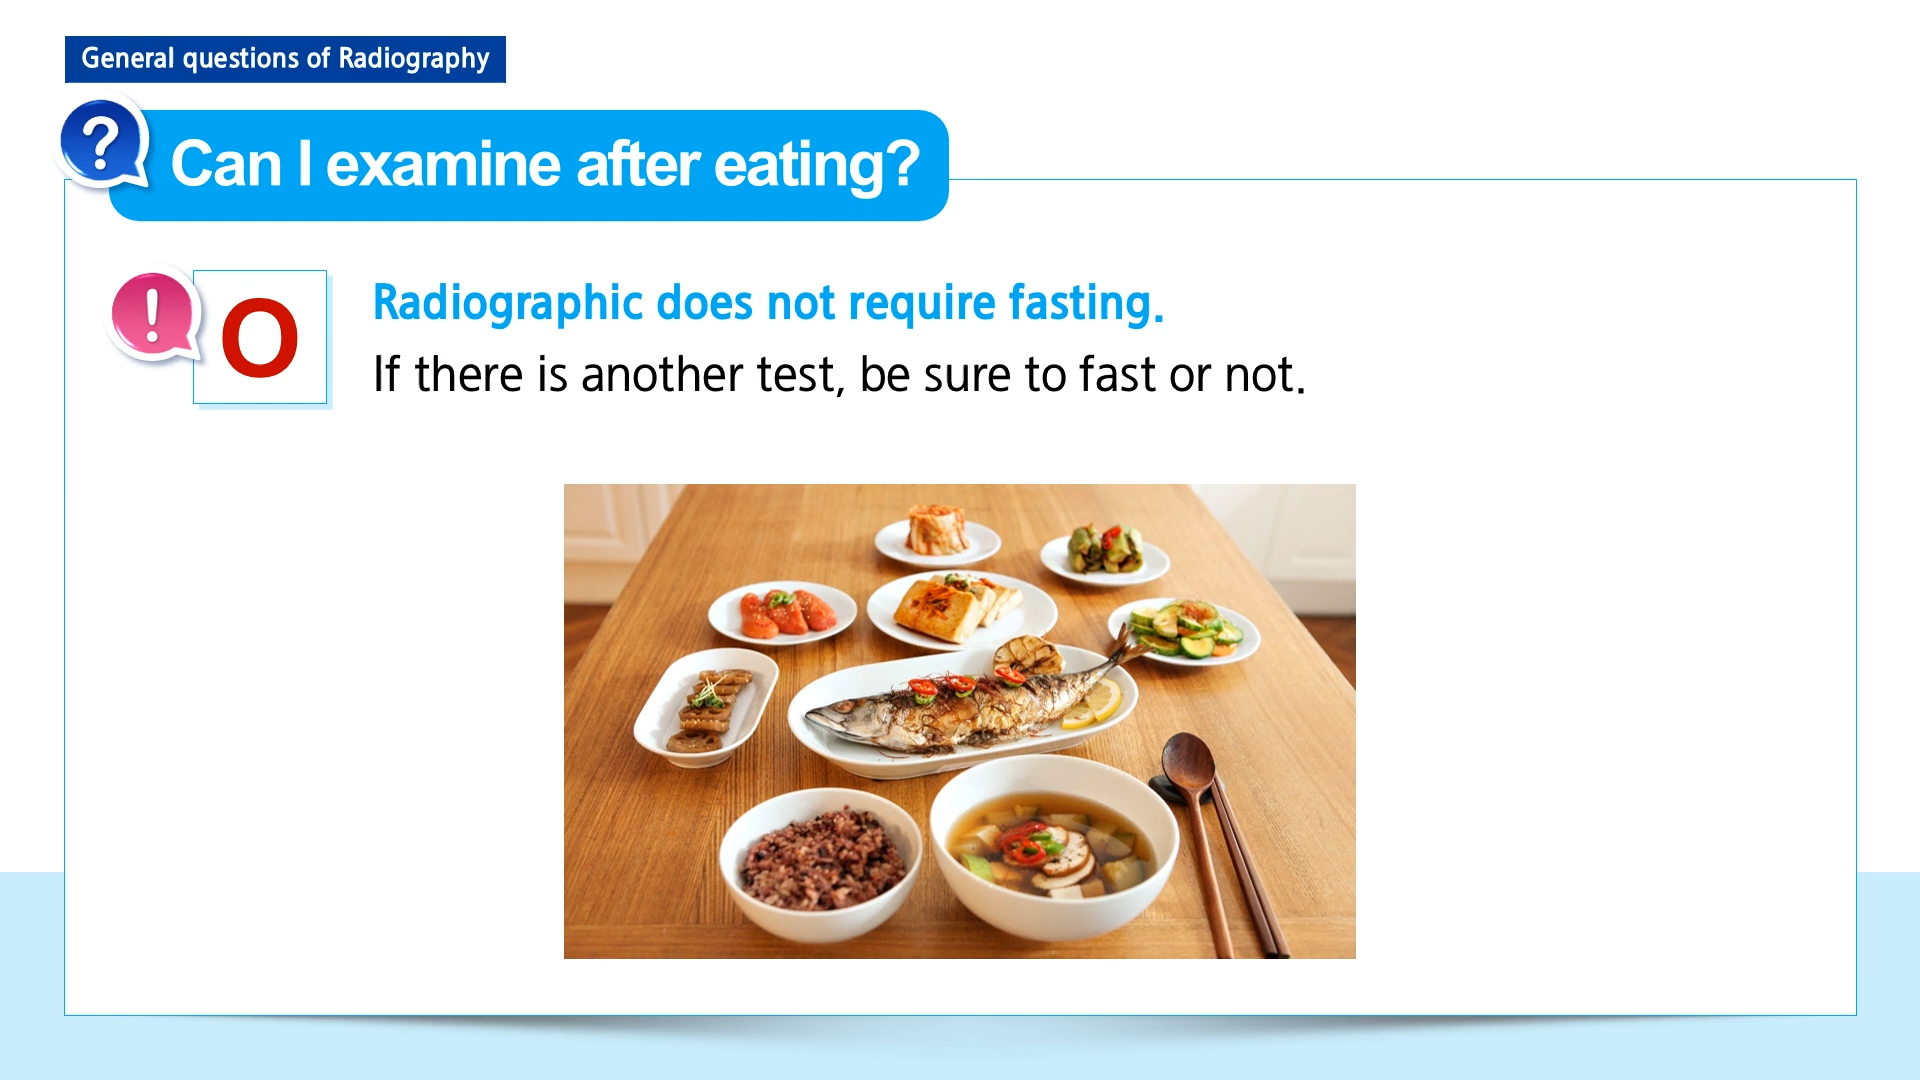 General questions of Radiography
?
Can I examine after eating?
!
O
Radiographic does not require fasting.
If there is another test, be sure to fast or not.